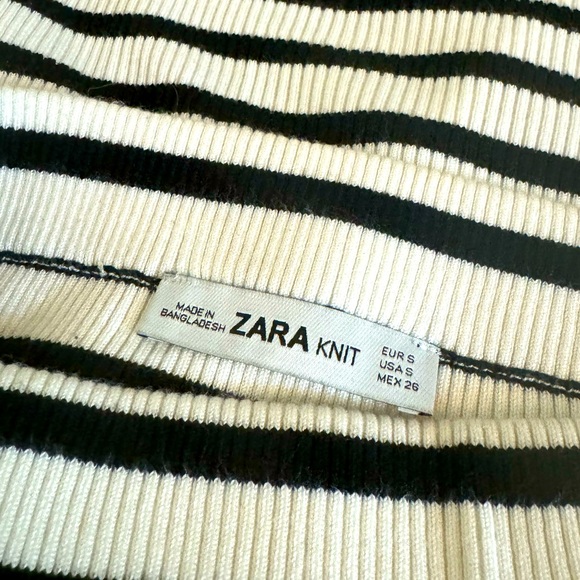 MADE IN
BANGLADESH
ZARA KNIT
EUR S
USA S
MEX 26